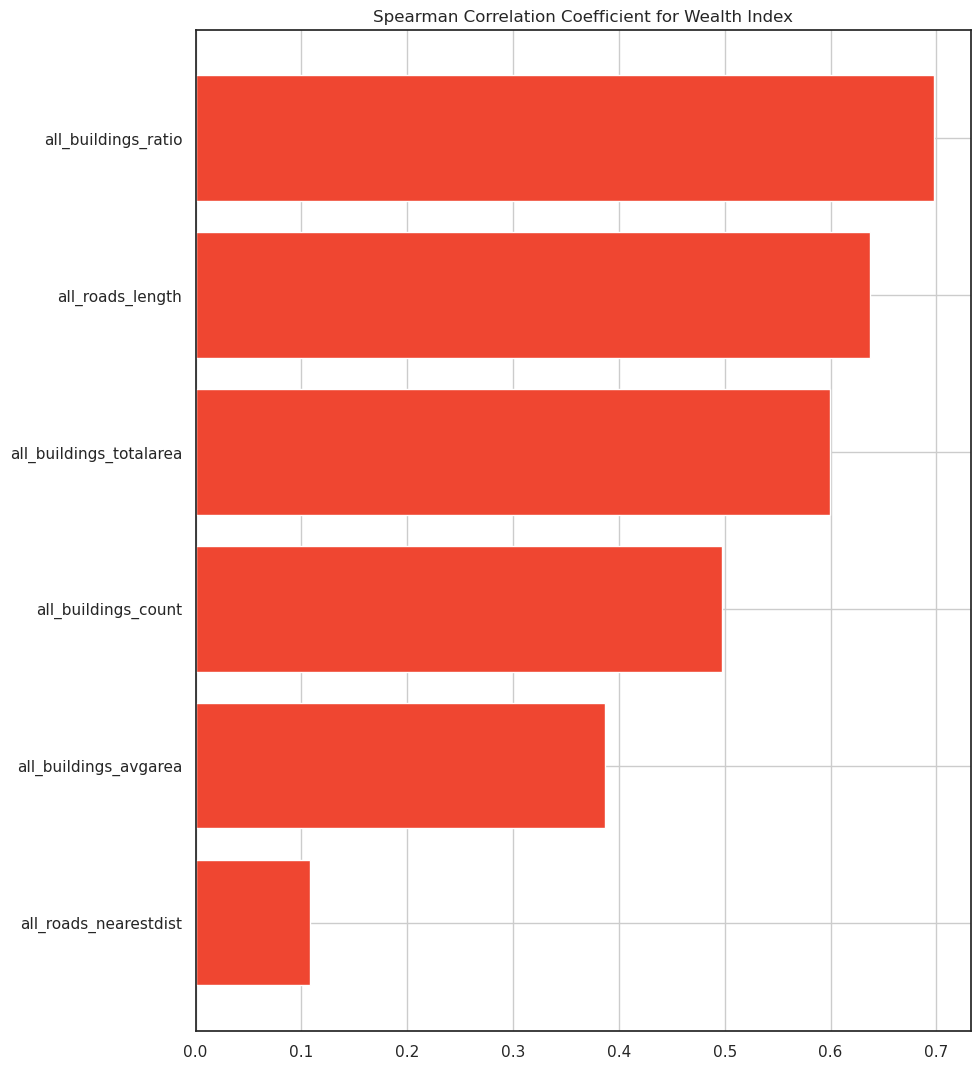 Spearman Correlation Coefficient for Wealth Index
all_buildings_ratio
all_roads_length
all_buildings_totalarea
all_buildings_count
all_buildings_avgarea
all_roads_nearestdist
0.0 0.1 0.2 0.3 0.4 0.5 0.6 0.7